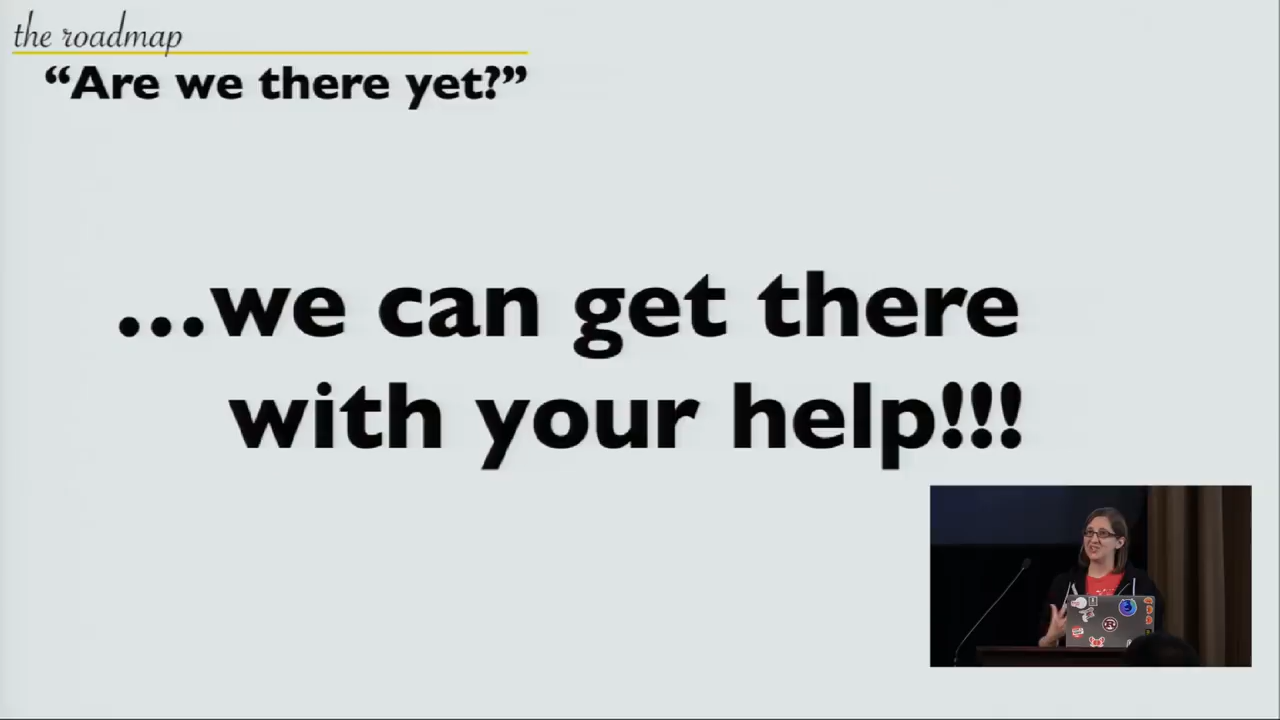 the roadmap
“Are we there yet?”
...we can get there
with your help!!!